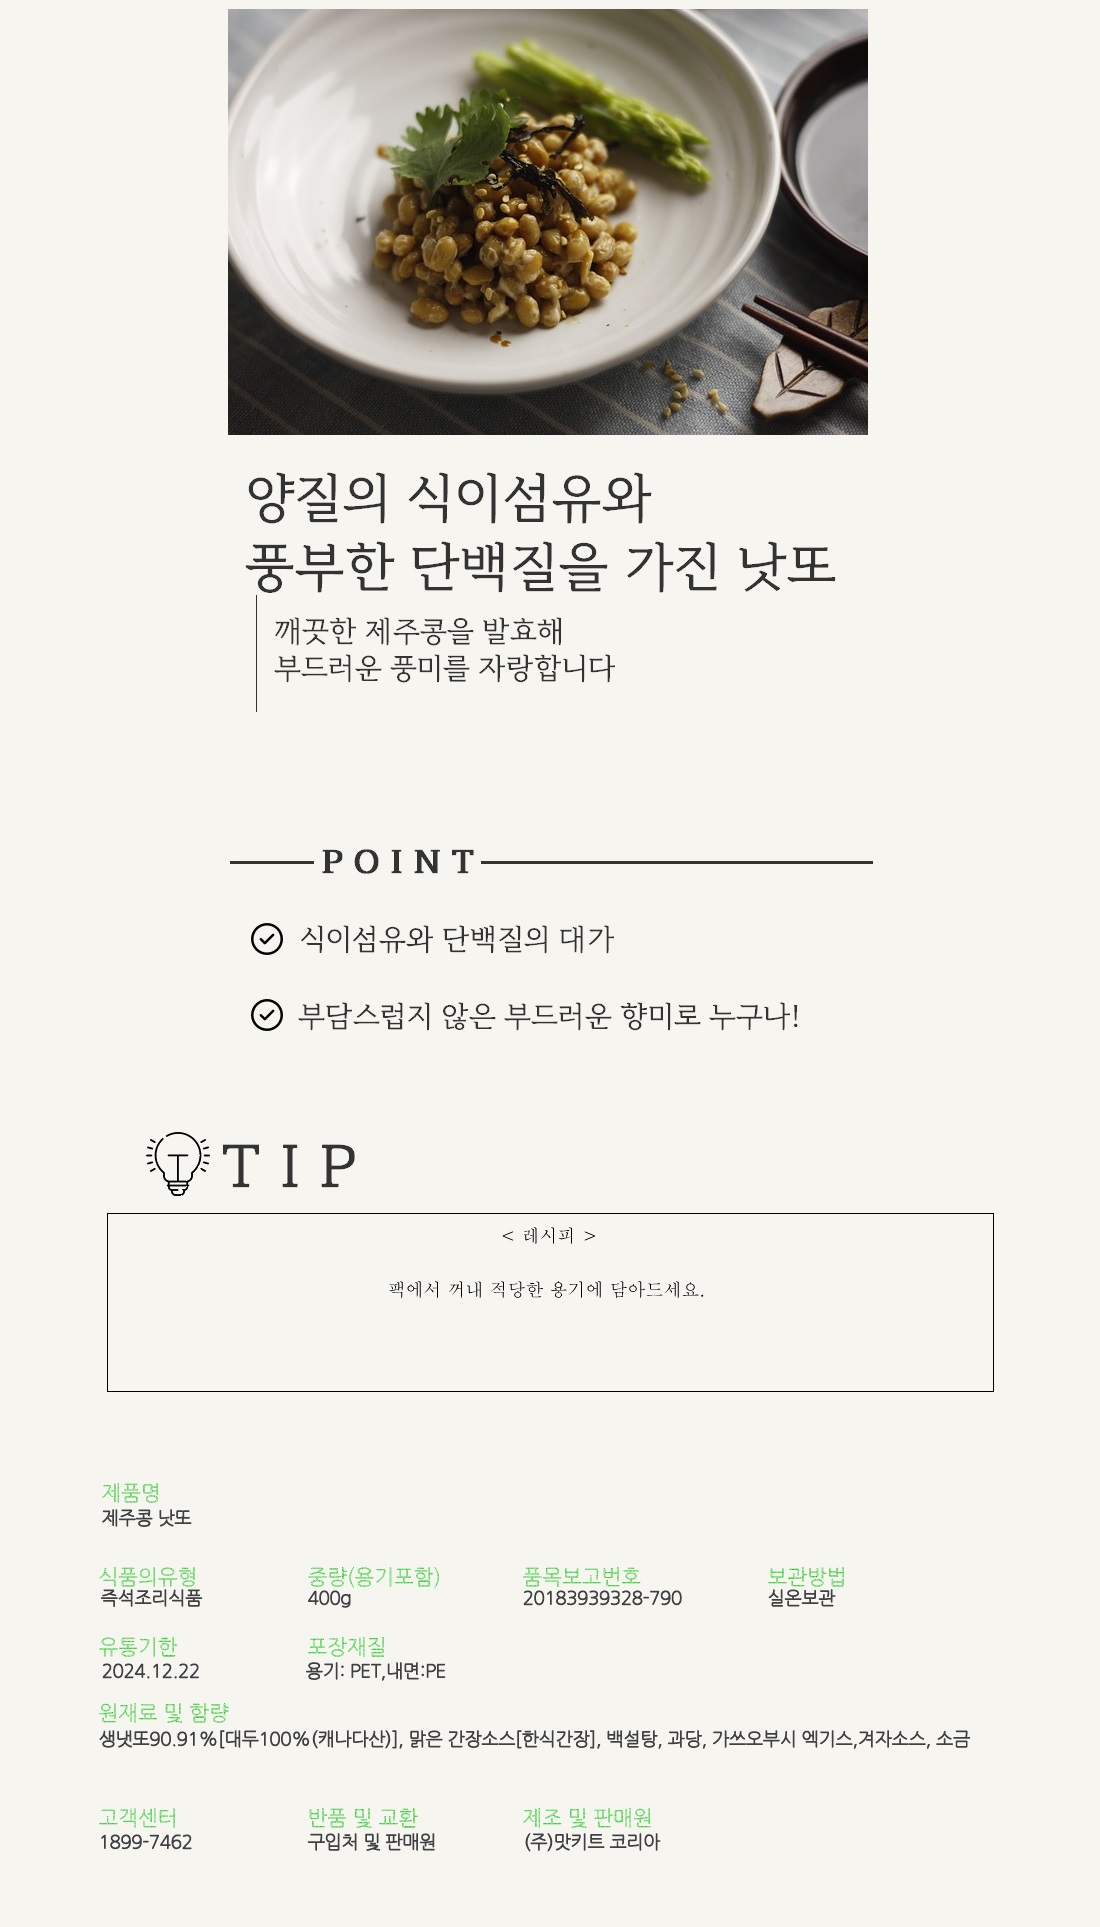 양질의 식이섬유와
풍부한 단백질을 가진 낫또
깨끗한 제주콩을 발효해
부드러운 풍미를 자랑합니다
POINT
식이섬유와 단백질의 대가
부담스럽지 않은 부드러운 향미로 누구나!
TIP
< 레시피 >
팩에서 꺼내 적당한 용기에 담아드세요.
제품명
제주콩 낫또
식품의유형 중량(용기포함) 품목보고번호 보관방법
즉석조리식품 400g 20183939328-790 실온보관
유통기한 포장재질
2024.12.22 용기: PET,내면:PE
원재료 및 함량
생냇또90.91%[대두100%(캐나다산)], 맑은 간장소스[한식간장], 백설탕, 과당, 가쓰오부시 엑기스,겨자소스, 소금
고객센터 반품 및 교환 제조 및 판매원
1899-7462 구입처 및 판매원 (주)맛키트 코리아